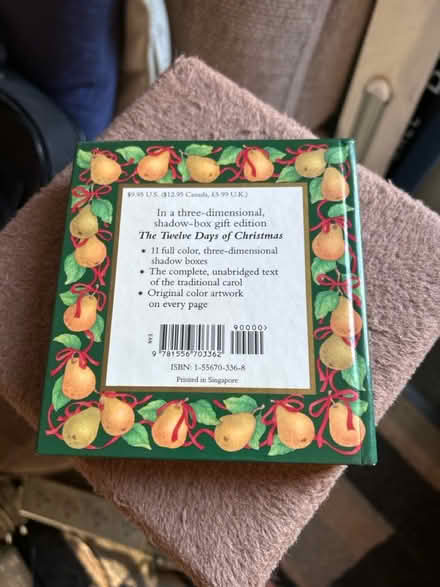 $9.95 U.S. ($12.95 Canada, £5.99 U.K.)
In a three-dimensional,
shadow-box gift edition
The Twelve Days of Christmas
• 11 full color, three-dimensional
shadow boxes
• The complete, unabridged text
of the traditional carol
• Original color artwork
on every page
90000>
EAN
9 781556 703362
ISBN: 1-55670-336-8
Printed in Singapore